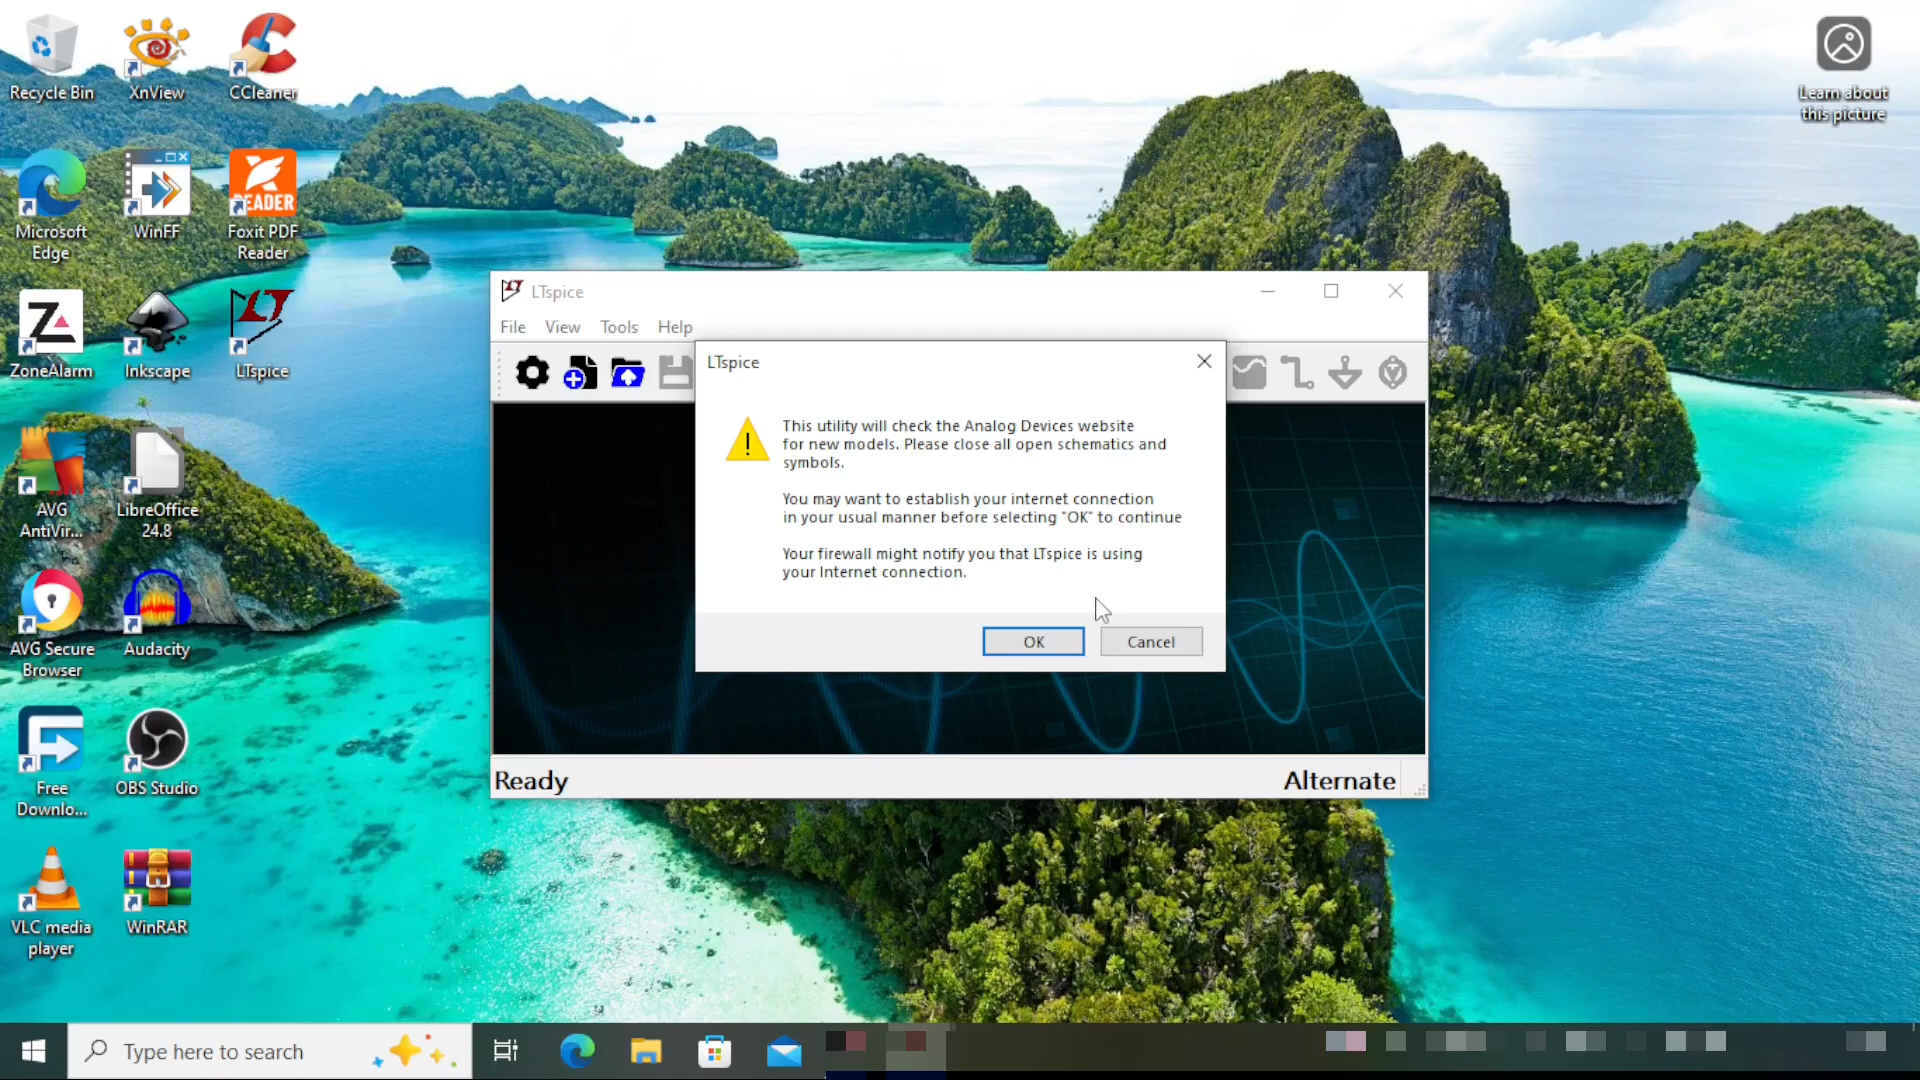 Recycle Bin
XnView
CCleaner
Learn about
this picture
Microsoft
Edge
WinFF
READER
Foxit PDF
Reader
ZoneAlarm
Inkscape
LTspice
AVG
AntiVir...
LibreOffice
24.8
AVG Secure
Browser
Audacity
Free
Downlo...
OBS Studio
VLC media
player
WinRAR
LTspice
File View Tools Help
LTspice
This utility will check the Analog Devices website
for new models. Please close all open schematics and
symbols.
You may want to establish your internet connection
in your usual manner before selecting "OK" to continue
Your firewall might notify you that LTspice is using
your Internet connection.
OK Cancel
Ready Alternate
Type here to search